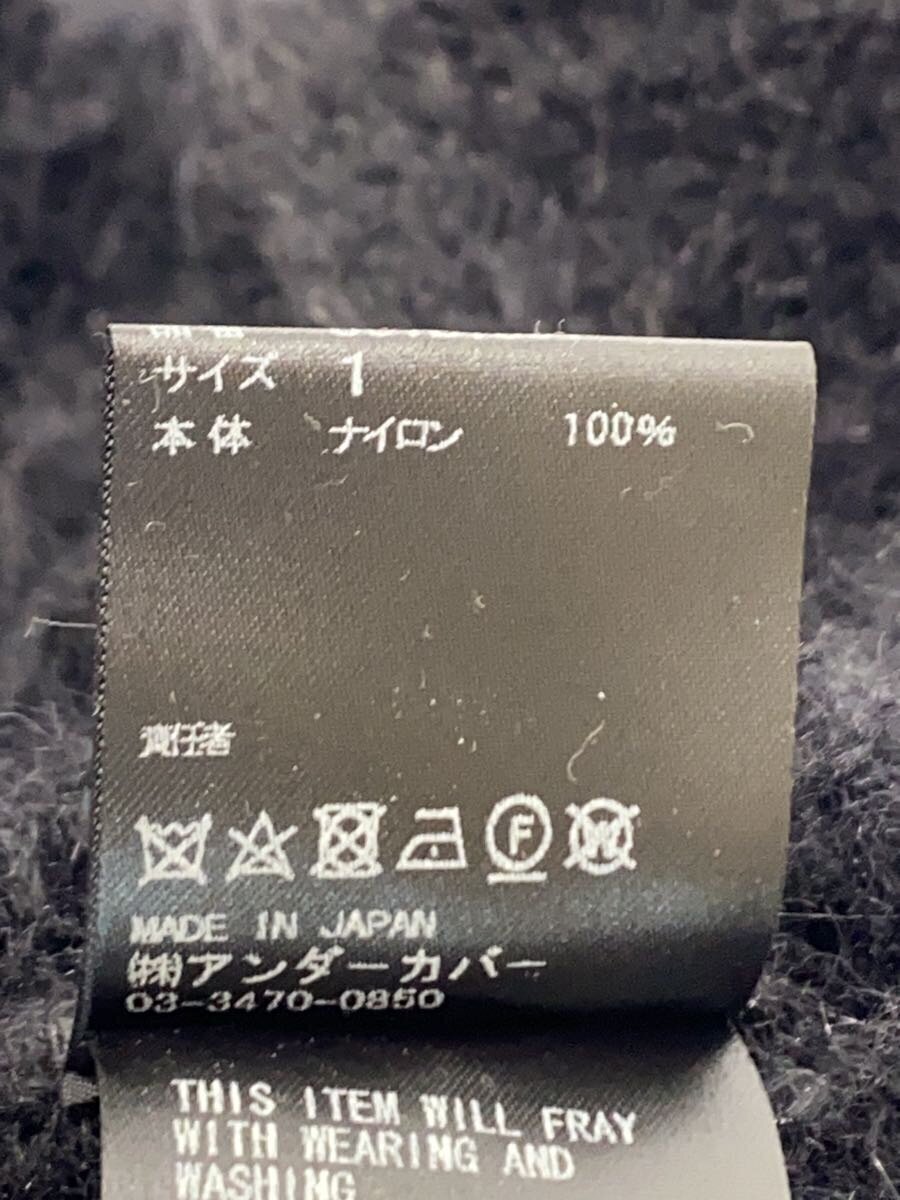 サイズ 1
本体 ナイロン 100%
責任者
F W
MADE IN JAPAN
㈱アンダーカバー
03-3470-0850
THIS ITEM WILL FRAY
WITH WEARING AND
WASHING